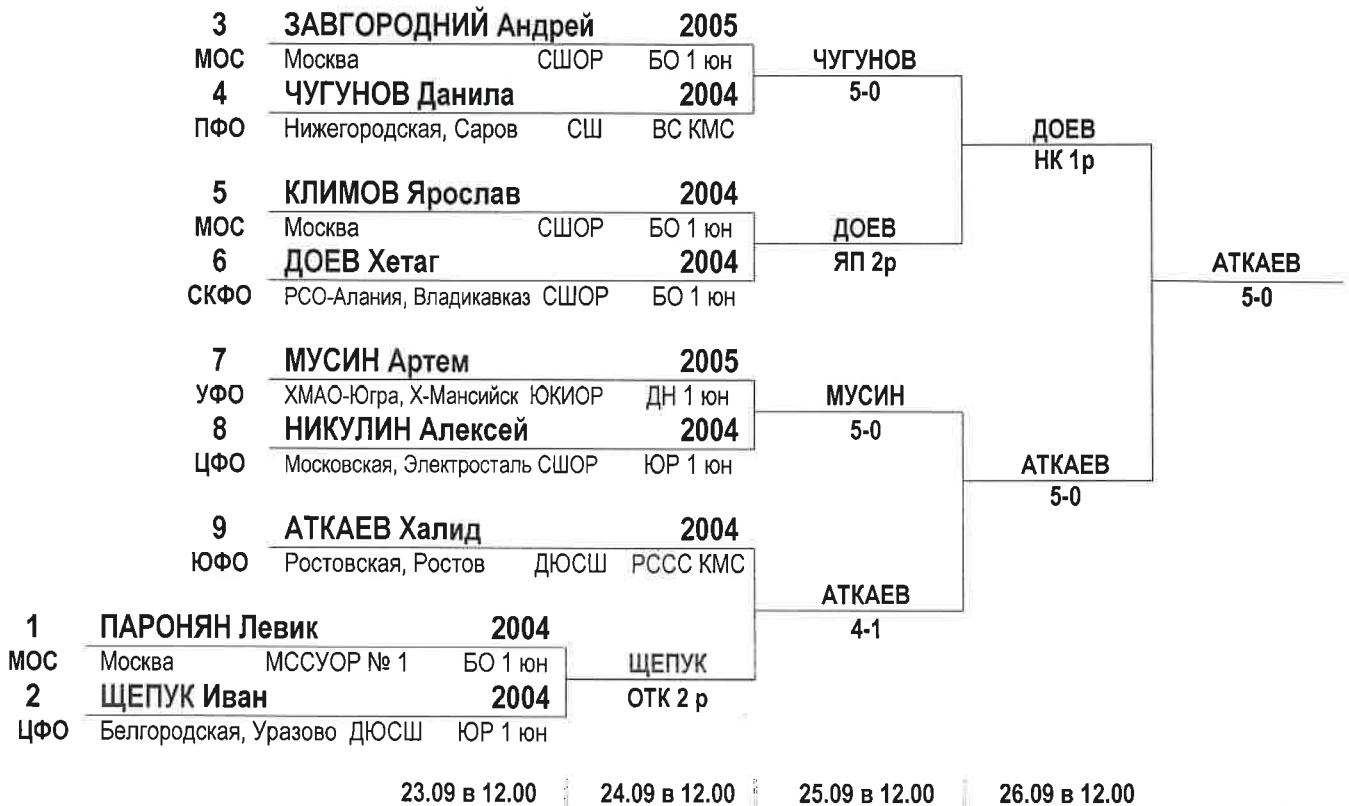 3 ЗАВГОРОДНИЙ Андрей 2005
МОС Москва СШОР БО 1 юн
ЧУГУНОВ
5-0
4 ЧУГУНОВ Данила 2004
ПФО Нижегородская, Саров СШ ВС КМС
ДОЕВ
НК 1р
5 КЛИМОВ Ярослав 2004
МОС Москва СШОР БО 1 юн
ДОЕВ
ЯП 2р
6 ДОЕВ Хетаг 2004
СКФО РСО-Алания, Владикавказ СШОР БО 1 юн
АТКАЕВ
5-0
7 МУСИН Артем 2005
УФО ХМАО-Югра, Х-Мансийск ЮКИОР ДН 1 юн
МУСИН
5-0
8 НИКУЛИН Алексей 2004
ЦФО Московская, Электросталь СШОР ЮР 1 юн
АТКАЕВ
5-0
9 АТКАЕВ Халид 2004
ЮФО Ростовская, Ростов ДЮСШ РССС КМС
АТКАЕВ
4-1
1 ПАРОНЯН Левик 2004
МОС Москва МССУОР № 1 БО 1 юн
ЩЕПУК
ОТК 2 р
2 ЩЕПУК Иван 2004
ЦФО Белгородская, Уразово ДЮСШ ЮР 1 юн
23.09 в 12.00 24.09 в 12.00 25.09 в 12.00 26.09 в 12.00